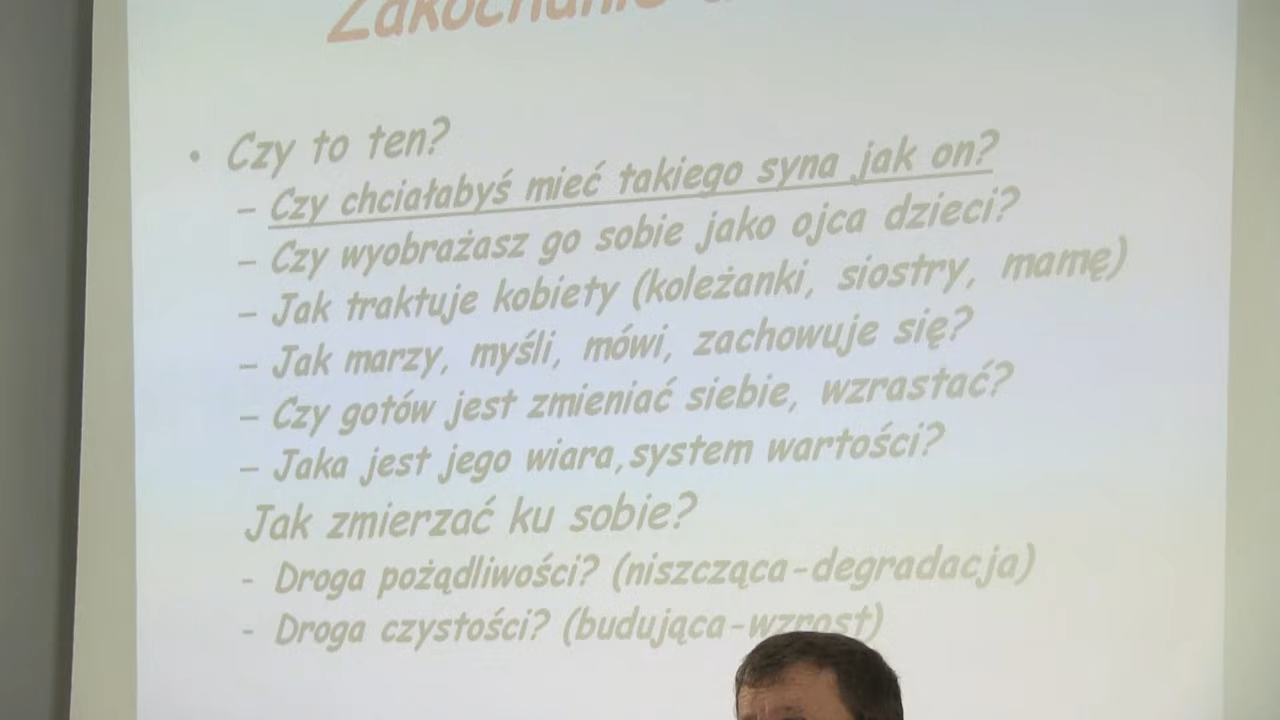 Zakochanie
• Czy to ten?
– Czy chciałabyś mieć takiego syna jak on?
– Czy wyobrażasz go sobie jako ojca dzieci?
– Jak traktuje kobiety (koleżanki, siostry, mamę)
– Jak marzy, myśli, mówi, zachowuje się?
– Czy gotów jest zmieniać siebie, wzrastać?
– Jaka jest jego wiara,system wartości?
Jak zmierzać ku sobie?
- Droga pożądliwości? (niszcząca-degradacja)
- Droga czystości? (budująca-wzrost)